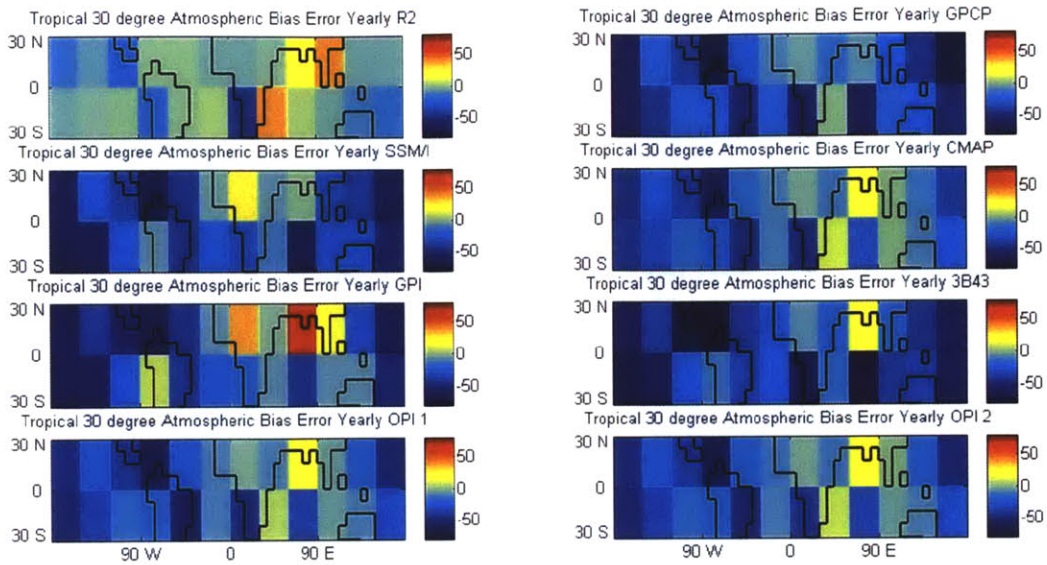 Tropical 30 degree Atmospheric Bias Error Yearly R2
30 N
0
30 S
50
0
-50
Tropical 30 degree Atmospheric Bias Error Yearly SSM/I
30 N
0
30 S
50
0
-50
Tropical 30 degree Atmospheric Bias Error Yearly GPI
30 N
0
30 S
50
0
-50
Tropical 30 degree Atmospheric Bias Error Yearly OPI 1
30 N
0
30 S
90 W
0
90 E
50
0
-50
Tropical 30 degree Atmospheric Bias Error Yearly GPCP
30 N
0
30 S
50
0
-50
Tropical 30 degree Atmospheric Bias Error Yearly CMAP
30 N
0
30 S
50
0
-50
Tropical 30 degree Atmospheric Bias Error Yearly 3B43
30 N
0
30 S
50
0
-50
Tropical 30 degree Atmospheric Bias Error Yearly OPI 2
30 N
0
30 S
90 W
0
90 E
50
0
-50